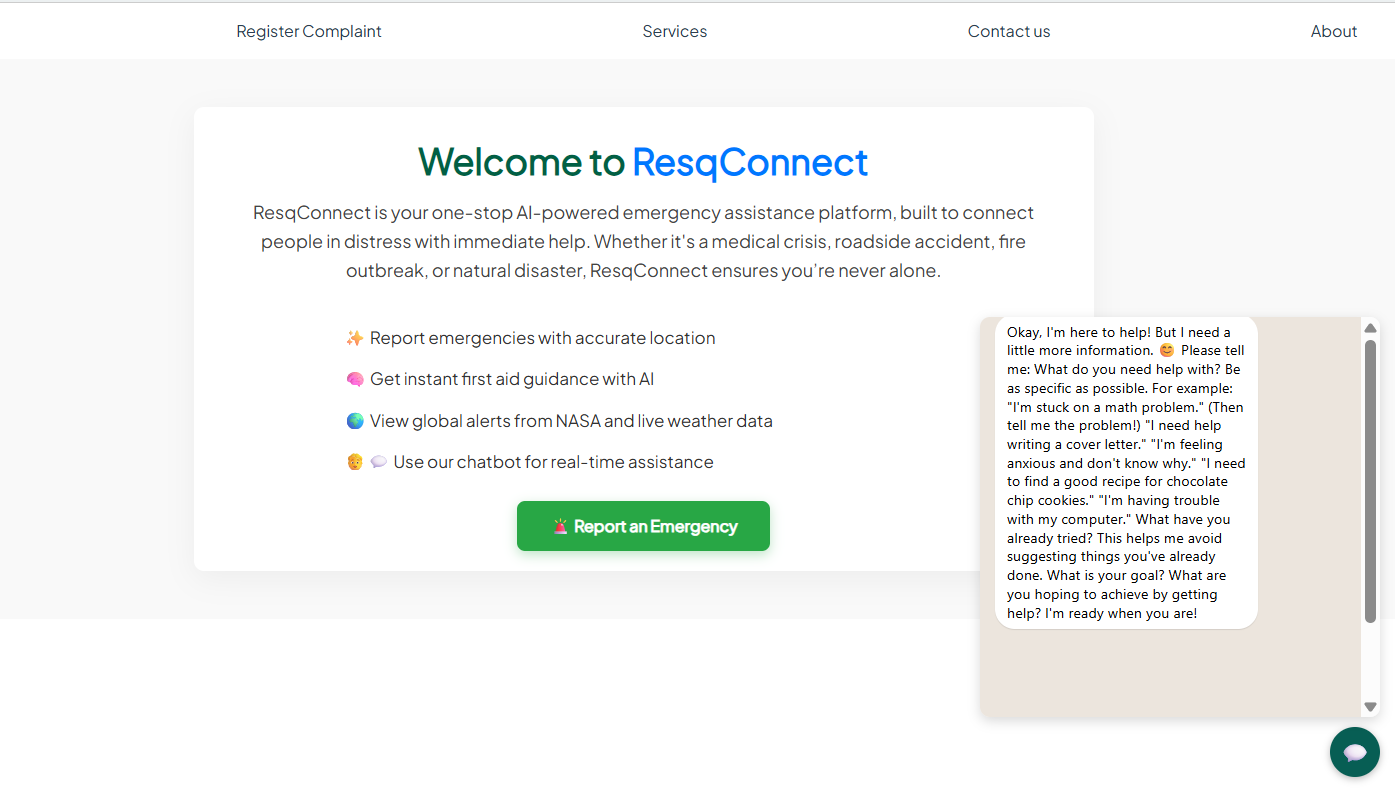 Register Complaint
Services
Contact us
About
Welcome to ResqConnect
ResqConnect is your one-stop AI-powered emergency assistance platform, built to connect
people in distress with immediate help. Whether it's a medical crisis, roadside accident, fire
outbreak, or natural disaster, ResqConnect ensures you’re never alone.
✨ Report emergencies with accurate location
🧠 Get instant first aid guidance with AI
🌍 View global alerts from NASA and live weather data
🧑 💬 Use our chatbot for real-time assistance
🚨 Report an Emergency
Okay, I'm here to help! But I need a
little more information. 😊 Please tell
me: What do you need help with? Be
as specific as possible. For example:
"I'm stuck on a math problem." (Then
tell me the problem!) "I need help
writing a cover letter." "I'm feeling
anxious and don't know why." "I need
to find a good recipe for chocolate
chip cookies." "I'm having trouble
with my computer." What have you
already tried? This helps me avoid
suggesting things you've already
done. What is your goal? What are
you hoping to achieve by getting
help? I'm ready when you are!